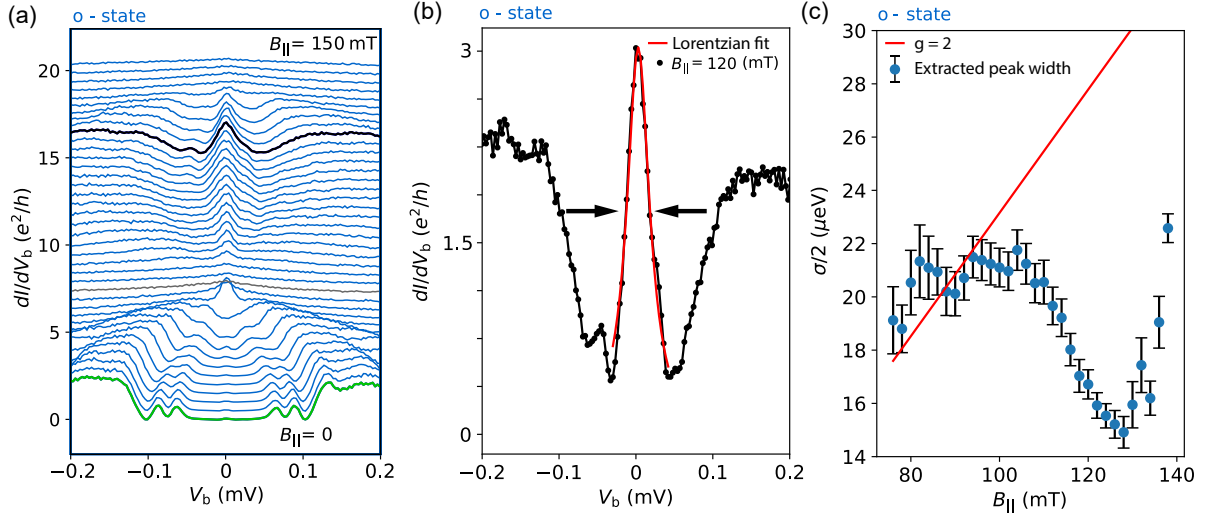 (a)
o - state
B|| = 150 mT
B|| = 0
20
15
10
5
0
dI/dVb (e²/h)
−0.2
−0.1
0
0.1
0.2
Vb (mV)
(b)
Lorentzian fit
B|| = 120 (mT)
3
1.5
0
dI/dVb (e²/h)
−0.2
−0.1
0
0.1
0.2
Vb (mV)
(c)
o - state
g = 2
Extracted peak width
30
28
26
24
22
20
18
16
14
σ/2 (μeV)
80
100
120
140
B|| (mT)